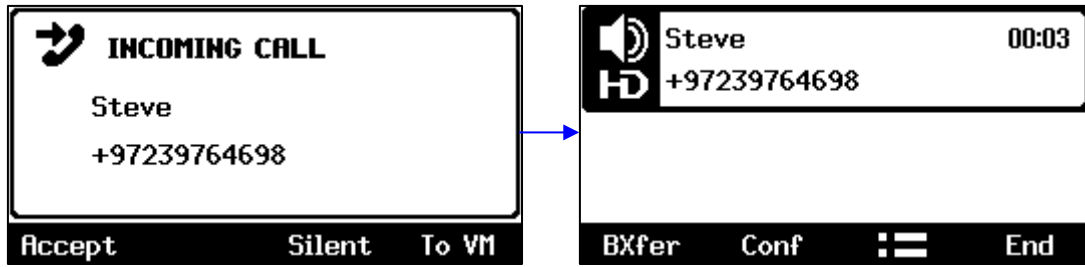 INCOMING CALL
Steve
+97239764698
Accept Silent To VM
Steve 00:03
HD +97239764698
BXfer Conf End